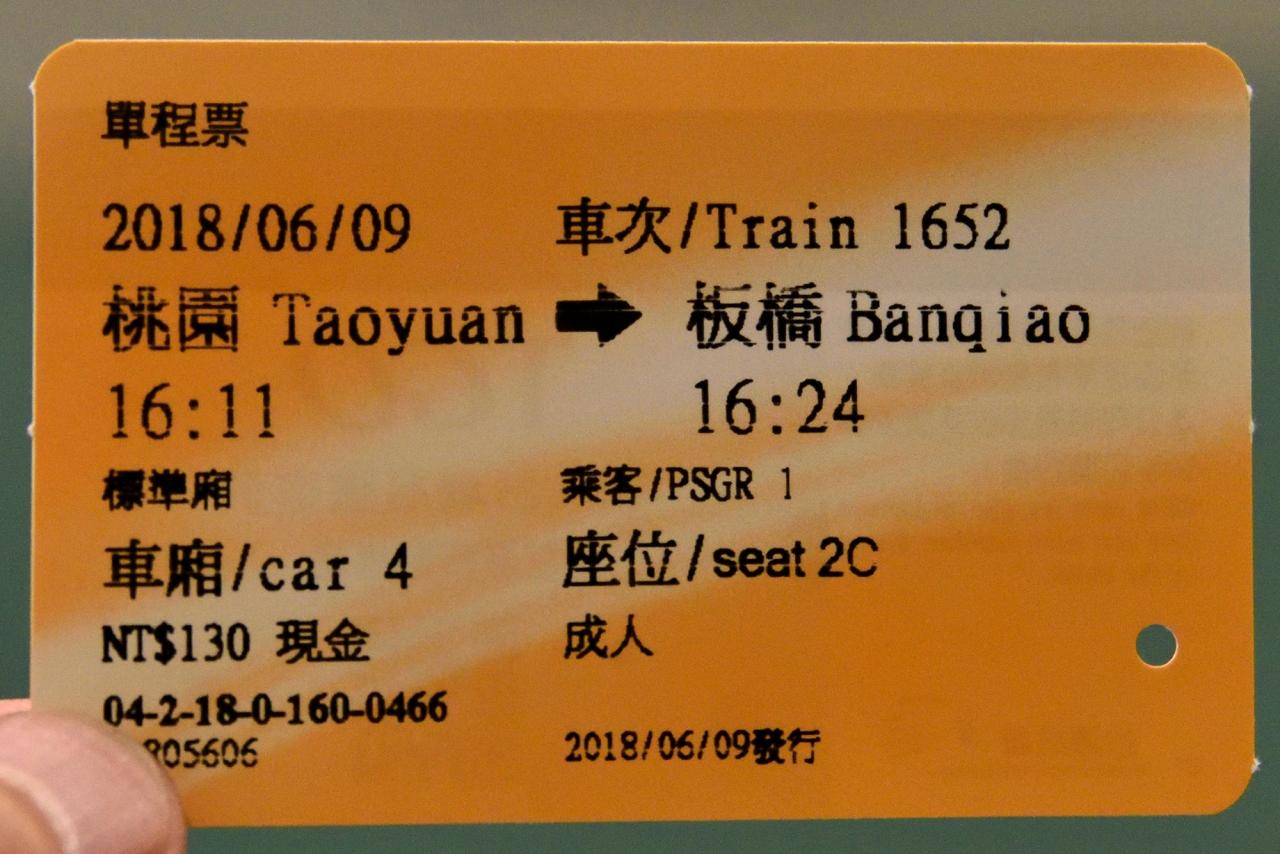 單程票
2018/06/09 車次/Train 1652
桃園 Taoyuan ➡ 板橋 Banqiao
16:11 16:24
標準廂 乘客/PSGR 1
車廂/car 4 座位/seat 2C
NT$130 現金 成人
04-2-18-0-160-0466
805606 2018/06/09發行